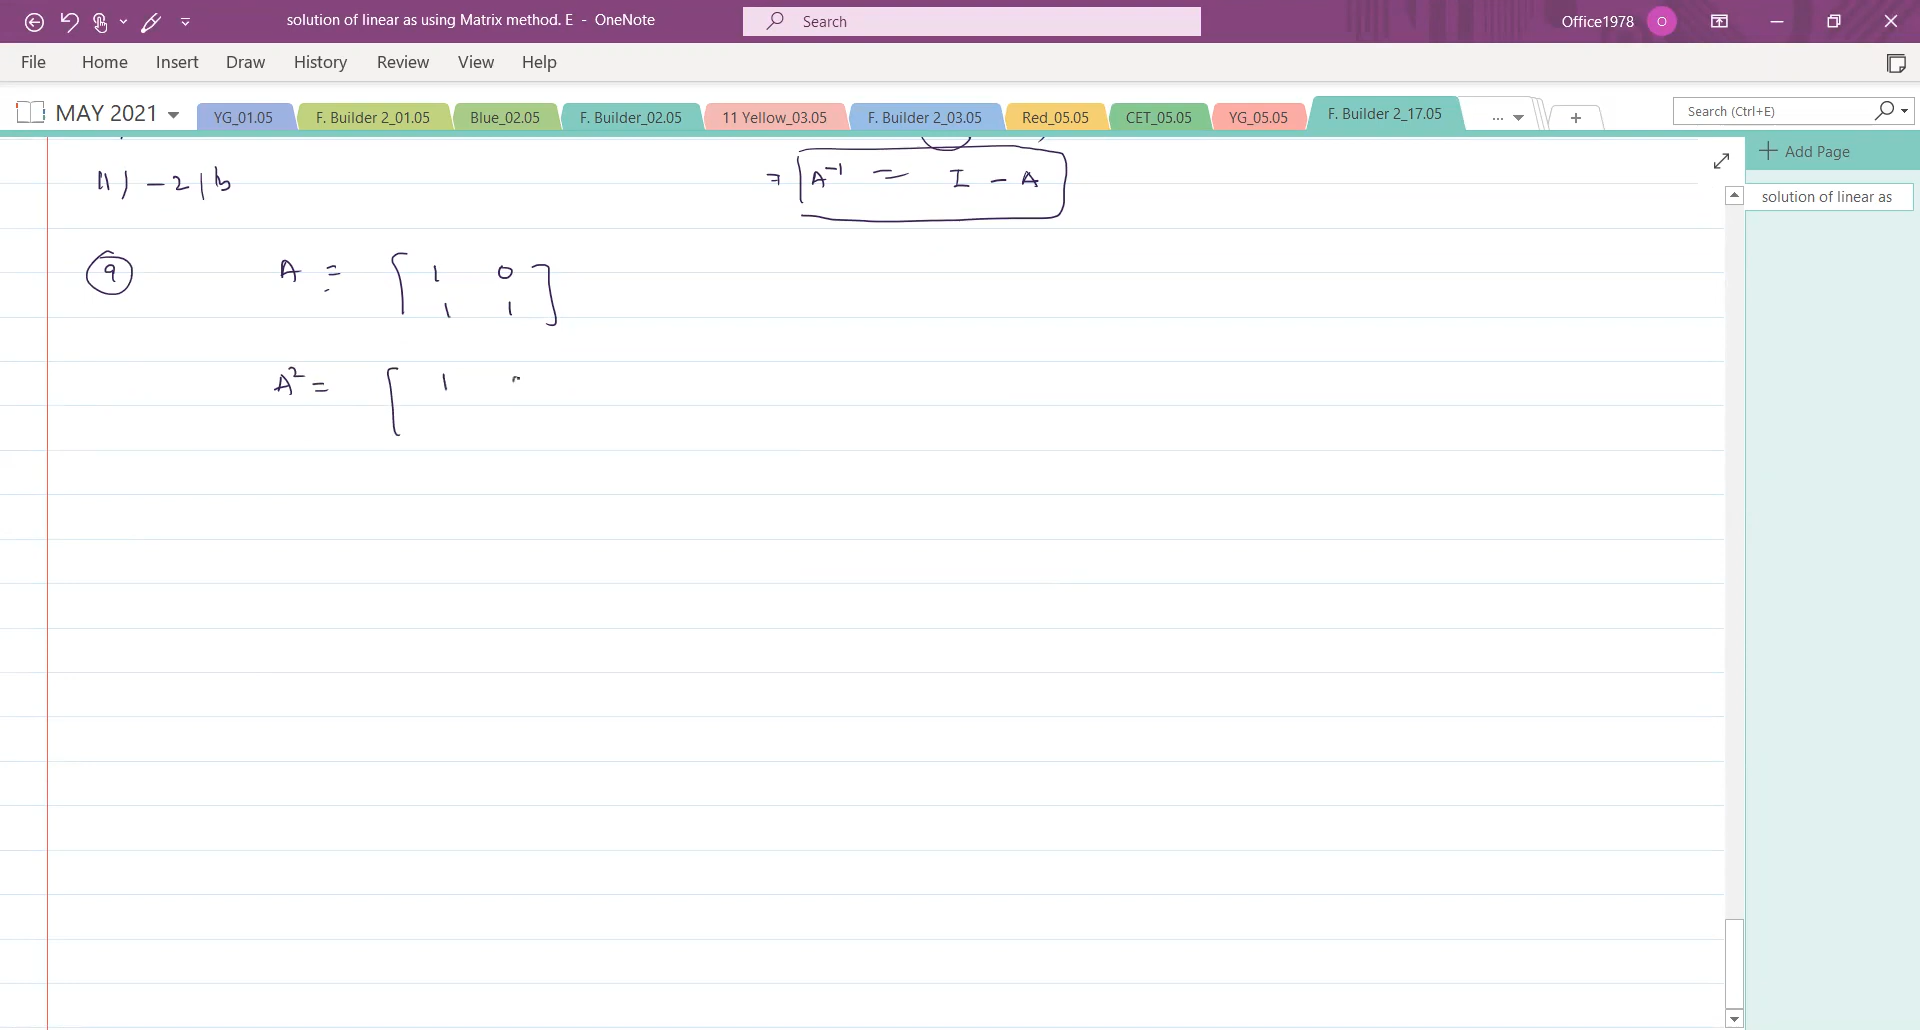 solution of linear as using Matrix method. E - OneNote
Search
Office1978
O
File Home Insert Draw History Review View Help
MAY 2021
YG_01.05
F. Builder 2_01.05
Blue_02.05
F. Builder_02.05
11 Yellow_03.05
F. Builder 2_03.05
Red_05.05
CET_05.05
YG_05.05
F. Builder 2_17.05
...
+
Search (Ctrl+E)
+ Add Page
solution of linear as
11) -21b
⇒ A⁻¹ = I - A
9
A = [ 1 0
1 1 ]
A² = [ 1